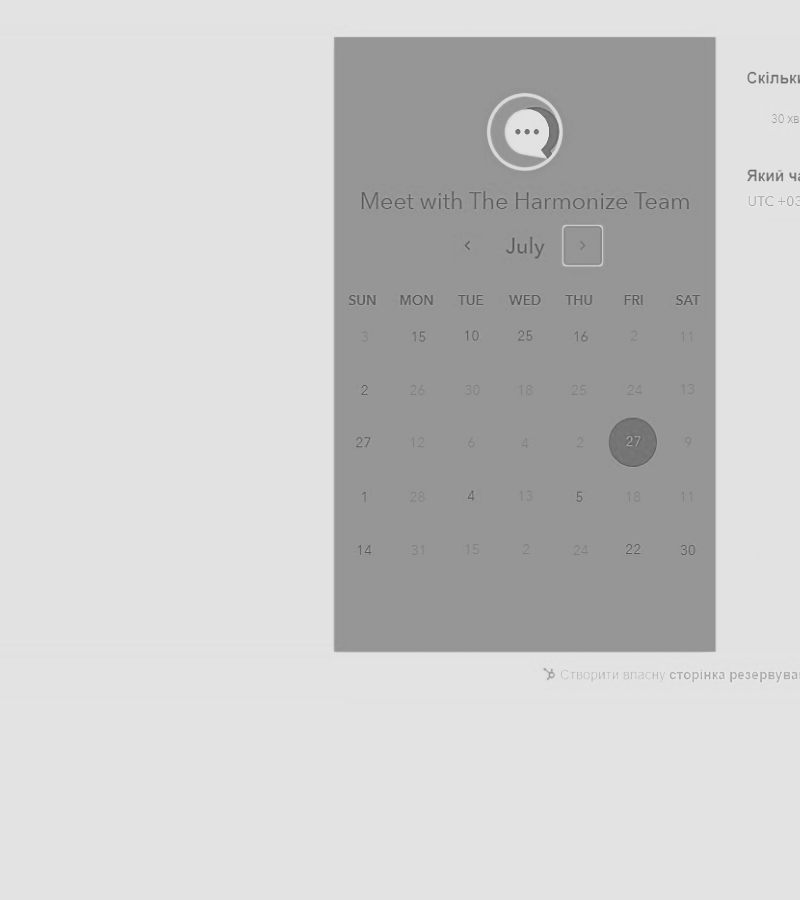 Meet with The Harmonize Team
July
SUN MON TUE WED THU FRI SAT
3 15 10 25 16 2 11
2 26 30 18 25 24 13
27 12 6 4 2 27 9
1 28 4 13 5 18 11
14 31 15 2 24 22 30
Скільки
30 хв
Який ча
UTC +03
Створити власну сторінка резервува